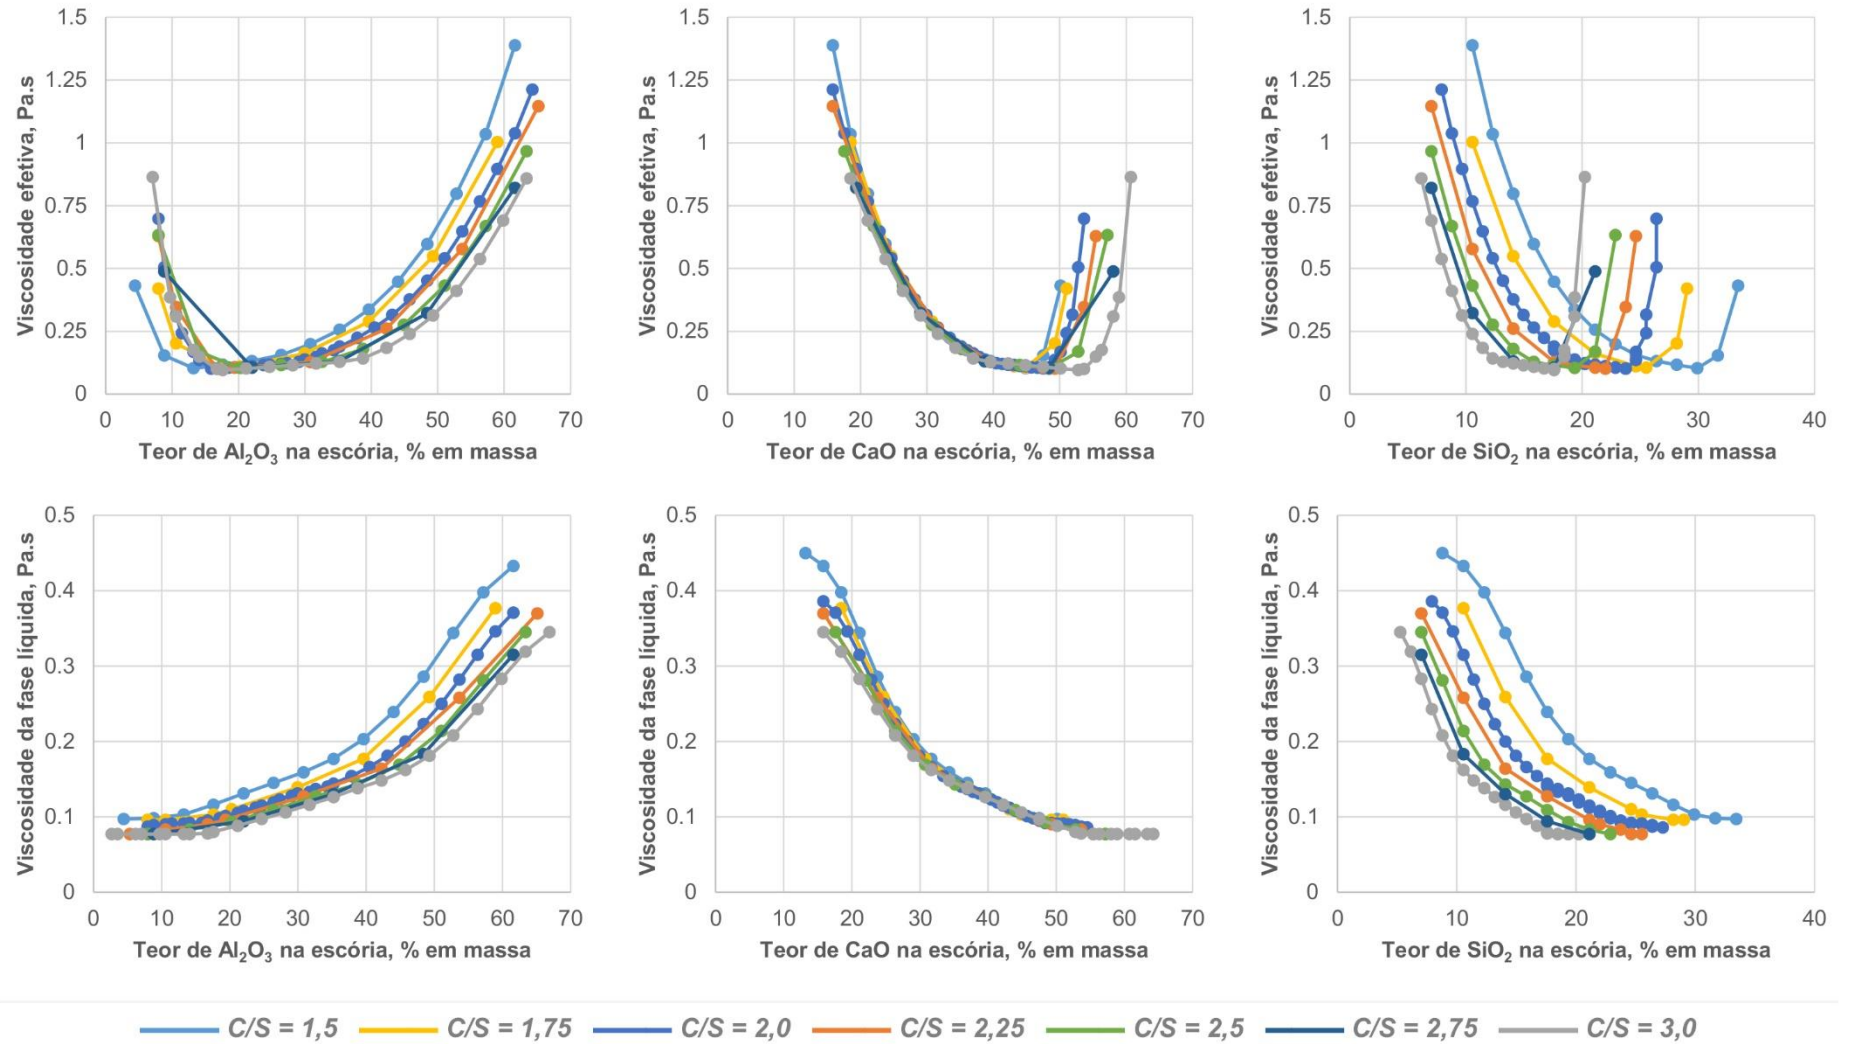 Viscosidade efetiva, Pa.s
1.5
1.25
1
0.75
0.5
0.25
0
0 10 20 30 40 50 60 70
Teor de Al₂O₃ na escória, % em massa
Viscosidade efetiva, Pa.s
1.5
1.25
1
0.75
0.5
0.25
0
0 10 20 30 40 50 60 70
Teor de CaO na escória, % em massa
Viscosidade efetiva, Pa.s
1.5
1.25
1
0.75
0.5
0.25
0
0 10 20 30 40
Teor de SiO₂ na escória, % em massa
Viscosidade da fase líquida, Pa.s
0.5
0.4
0.3
0.2
0.1
0
0 10 20 30 40 50 60 70
Teor de Al₂O₃ na escória, % em massa
Viscosidade da fase líquida, Pa.s
0.5
0.4
0.3
0.2
0.1
0
0 10 20 30 40 50 60 70
Teor de CaO na escória, % em massa
Viscosidade da fase líquida, Pa.s
0.5
0.4
0.3
0.2
0.1
0
0 10 20 30 40
Teor de SiO₂ na escória, % em massa
C/S = 1,5 C/S = 1,75 C/S = 2,0 C/S = 2,25 C/S = 2,5 C/S = 2,75 C/S = 3,0